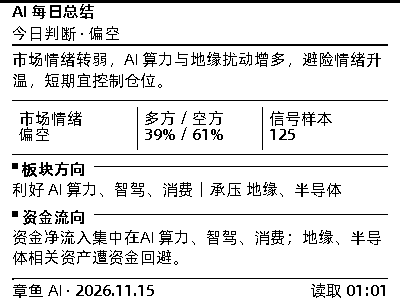 AI 每日总结
今日判断 · 偏空
市场情绪转弱，AI 算力与地缘扰动增多，避险情绪升
温，短期宜控制仓位。
市场情绪
偏空
多方 / 空方
39% / 61%
信号样本
125
板块方向
利好 AI 算力、智驾、消费｜承压 地缘、半导体
资金流向
资金净流入集中在AI 算力、智驾、消费；地缘、半导
体相关资产遭资金回避。
章鱼 AI · 2026.11.15
读取 01:01